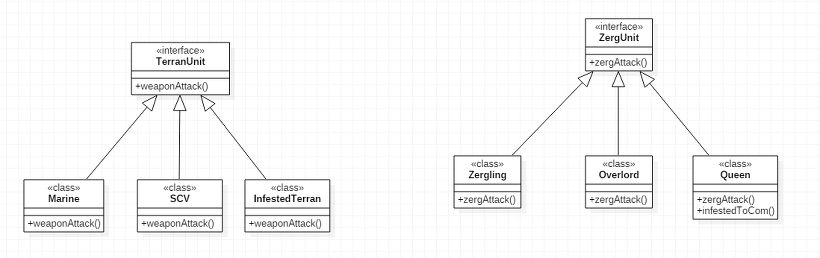 «interface»
TerranUnit
+weaponAttack()
«class»
Marine
+weaponAttack()
«class»
SCV
+weaponAttack()
«class»
InfestedTerran
+weaponAttack()
«interface»
ZergUnit
+zergAttack()
«class»
Zergling
+zergAttack()
«class»
Overlord
+zergAttack()
«class»
Queen
+zergAttack()
+infestedToCom()